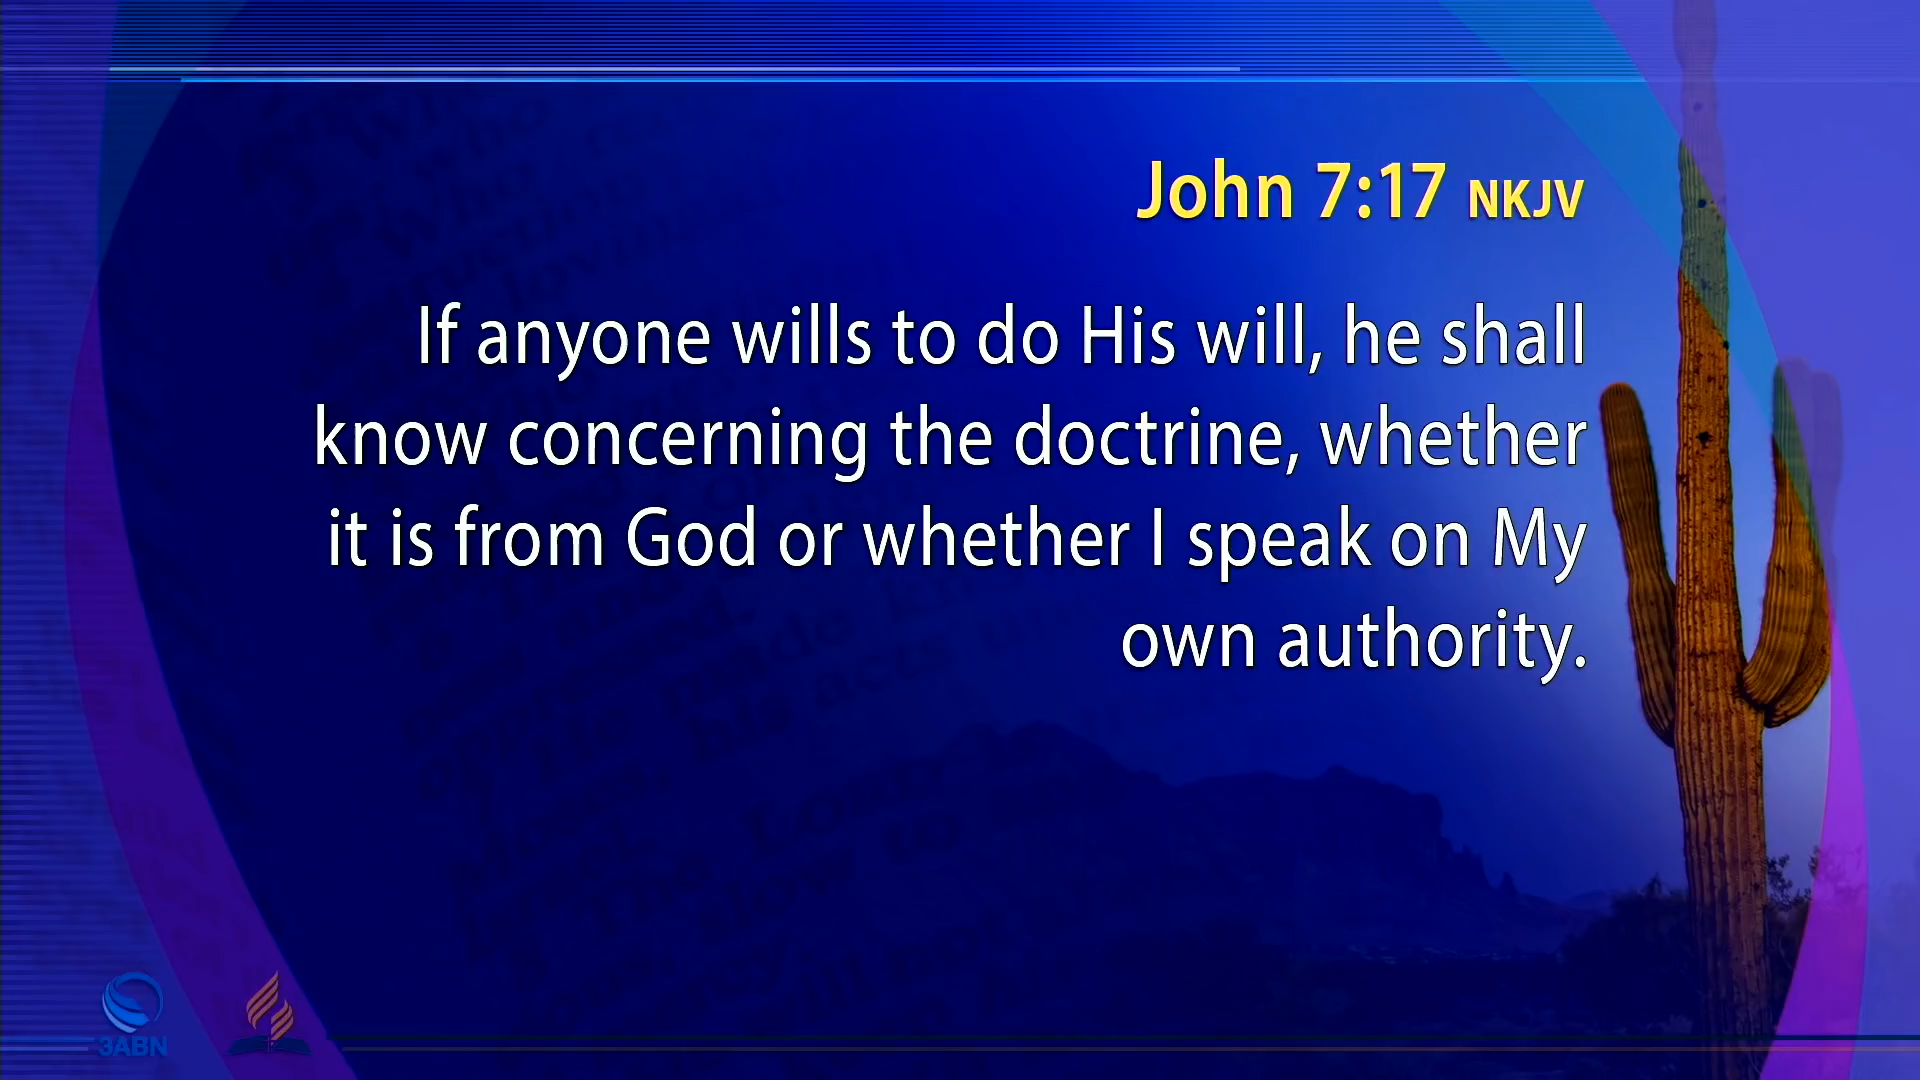 John 7:17 NKJV
If anyone wills to do His will, he shall
know concerning the doctrine, whether
it is from God or whether I speak on My
own authority.
3ABN